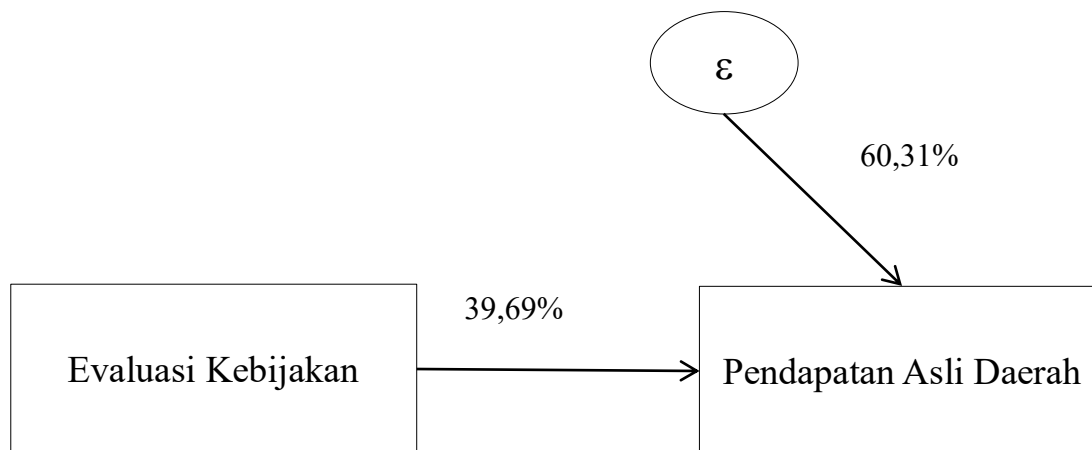 ε
60,31%
39,69%
Evaluasi Kebijakan
Pendapatan Asli Daerah